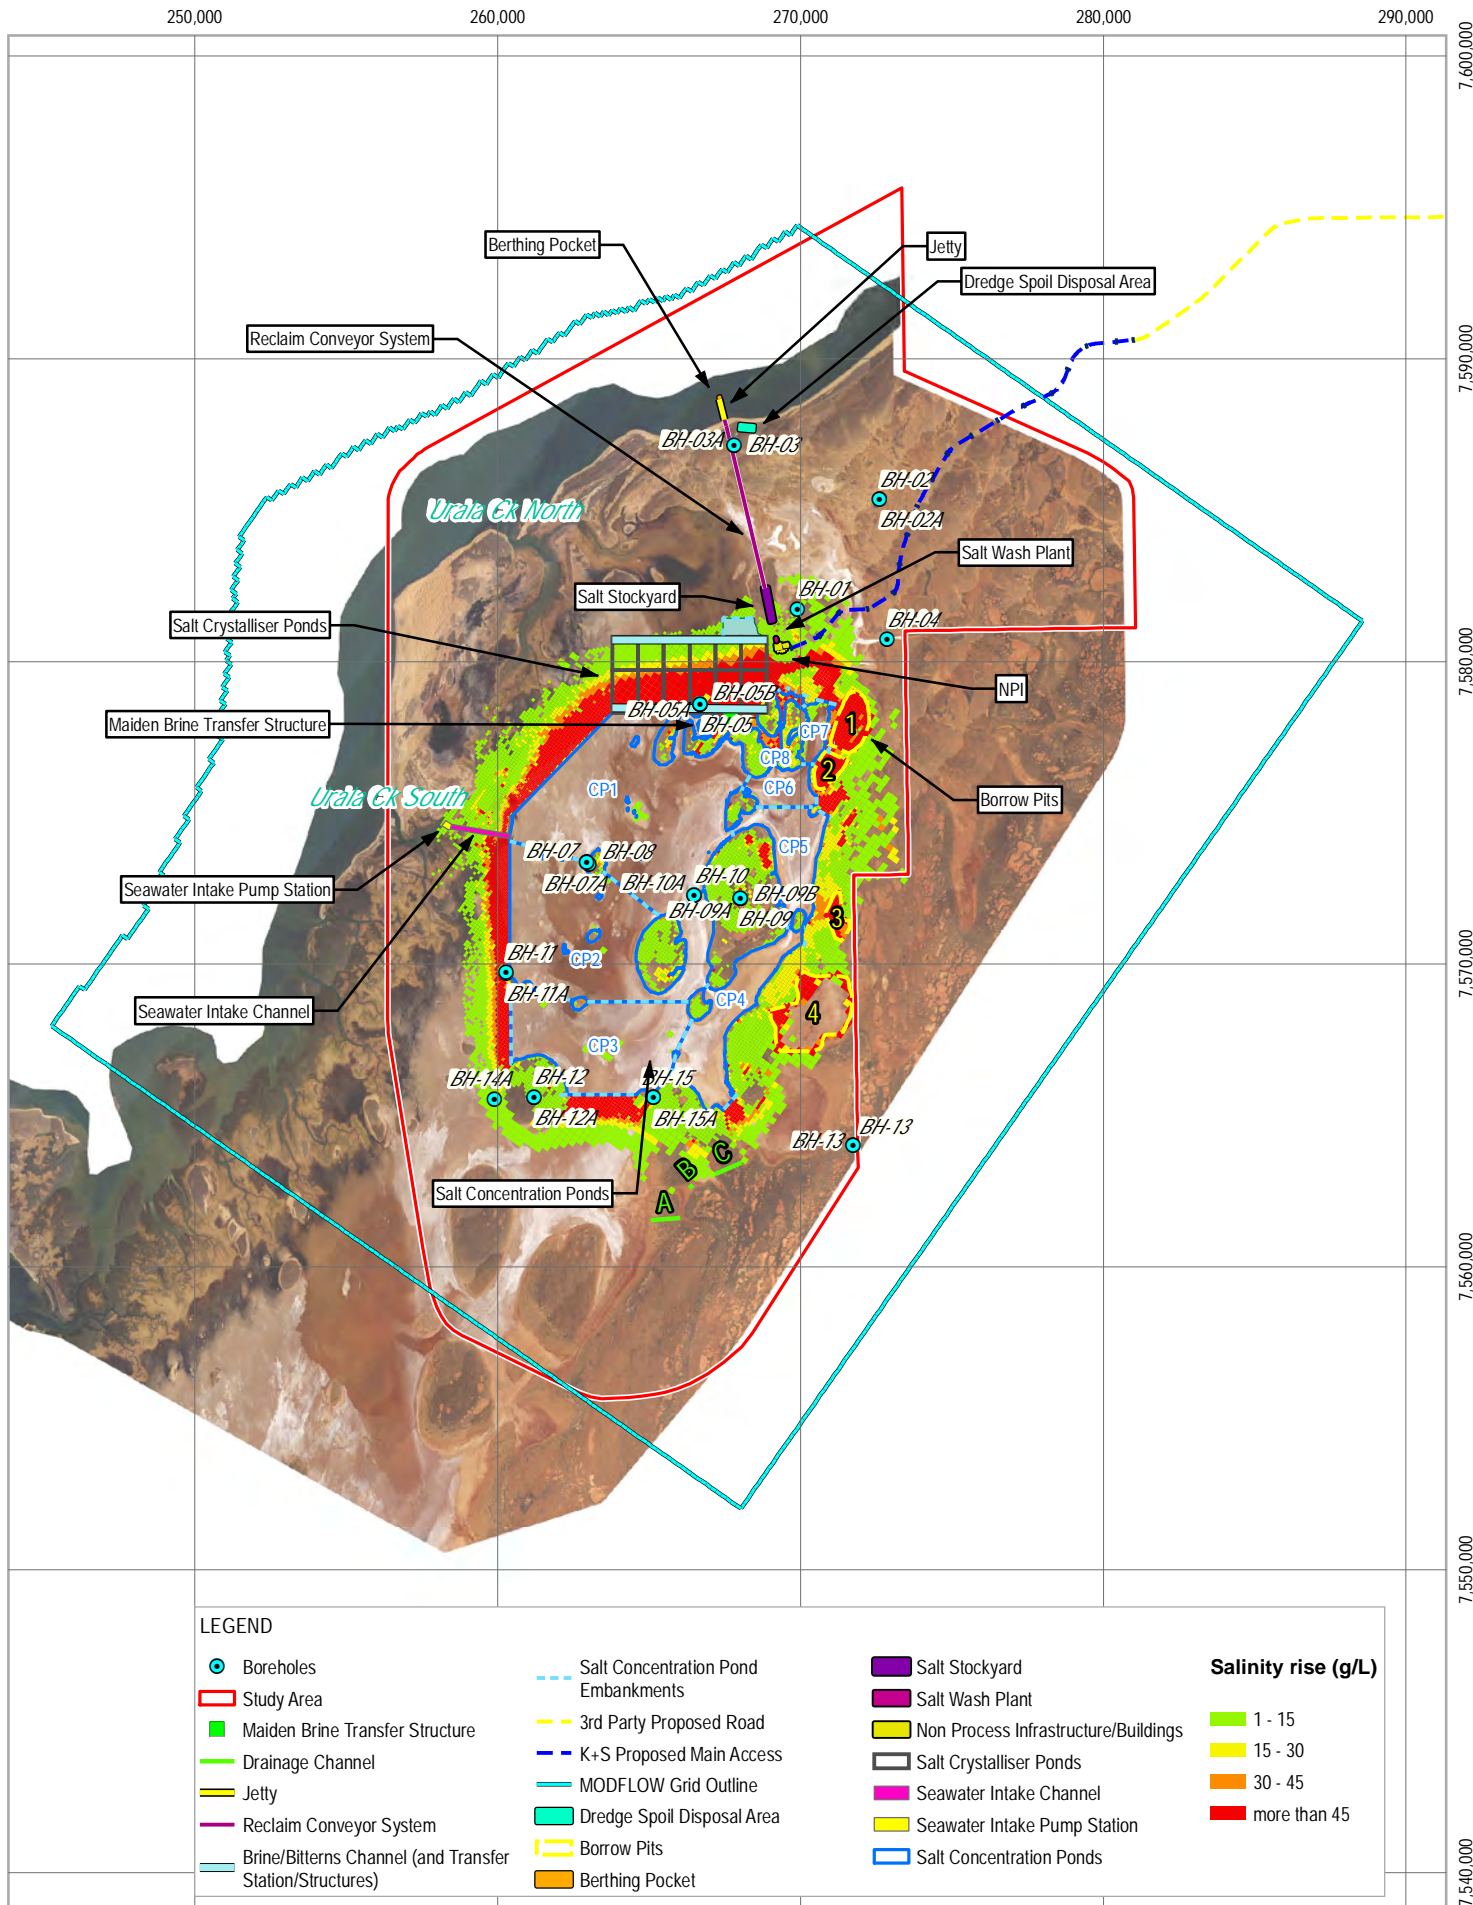 250,000
260,000
270,000
280,000
290,000
7,600,000
7,590,000
7,580,000
7,570,000
7,560,000
7,550,000
7,540,000
Berthing Pocket
Jetty
Dredge Spoil Disposal Area
Reclaim Conveyor System
BH-03A
BH-03
BH-02
BH-02A
Urala Ck North
Salt Wash Plant
Salt Stockyard
BH-01
BH-04
Salt Crystalliser Ponds
NPI
BH-05B
BH-05A
BH-05
Maiden Brine Transfer Structure
CP7
1
CP8
2
CP6
CP1
Urala Ck South
Borrow Pits
CP5
BH-07
BH-08
BH-07A
BH-10
BH-10A
BH-09B
BH-09A
BH-09
Seawater Intake Pump Station
3
CP2
BH-11
BH-11A
CP4
4
Seawater Intake Channel
CP3
BH-14A
BH-12
BH-12A
BH-15
BH-15A
BH-13
BH-13
C
B
A
Salt Concentration Ponds
LEGEND
Boreholes
Study Area
Maiden Brine Transfer Structure
Drainage Channel
Jetty
Reclaim Conveyor System
Brine/Bitterns Channel (and Transfer
Station/Structures)
Salt Concentration Pond
Embankments
3rd Party Proposed Road
K+S Proposed Main Access
MODFLOW Grid Outline
Dredge Spoil Disposal Area
Borrow Pits
Berthing Pocket
Salt Stockyard
Salt Wash Plant
Non Process Infrastructure/Buildings
Salt Crystalliser Ponds
Seawater Intake Channel
Seawater Intake Pump Station
Salt Concentration Ponds
Salinity rise (g/L)
1 - 15
15 - 30
30 - 45
more than 45